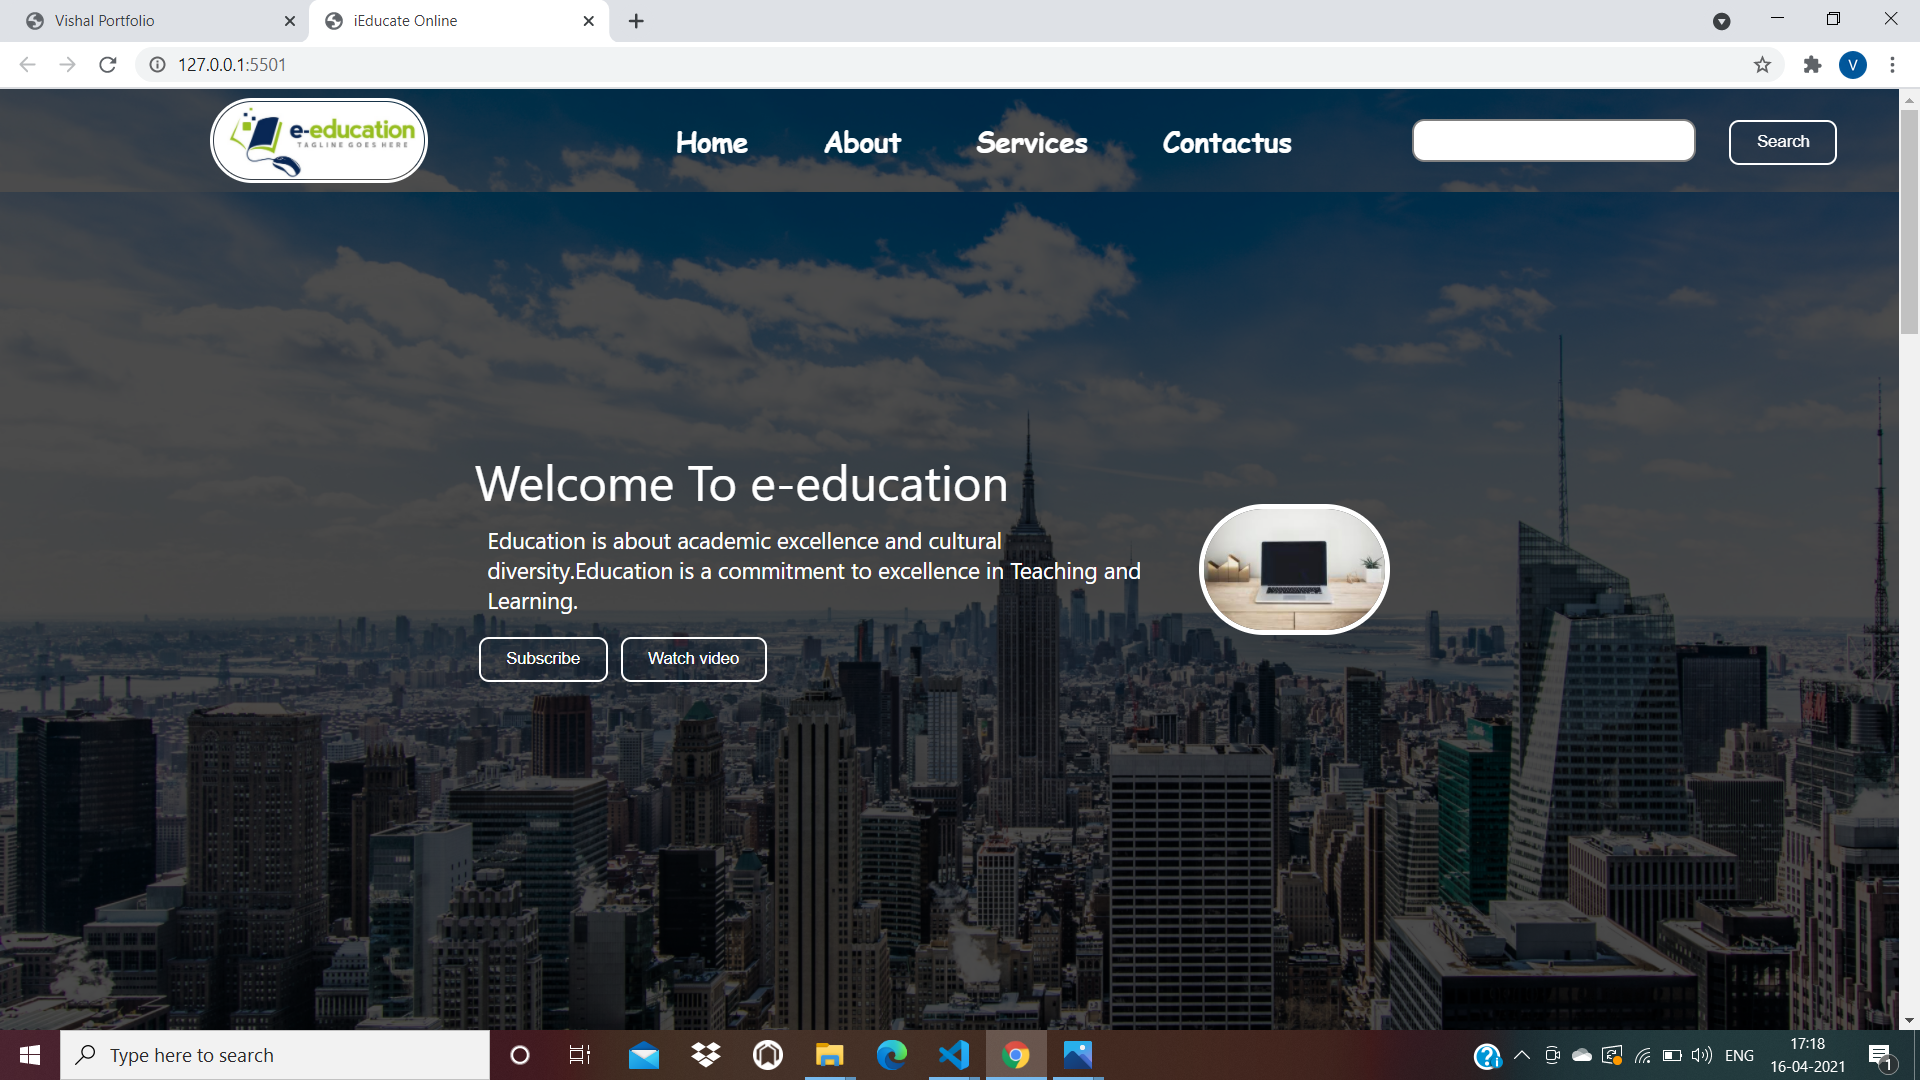 Vishal Portfolio
iEducate Online
127.0.0.1:5501
V
e-education
TAGLINE GOES HERE
Home
About
Services
Contactus
Search
Welcome To e-education
Education is about academic excellence and cultural
diversity.Education is a commitment to excellence in Teaching and
Learning.
Subscribe
Watch video
Type here to search
ENG
17:18
16-04-2021
1